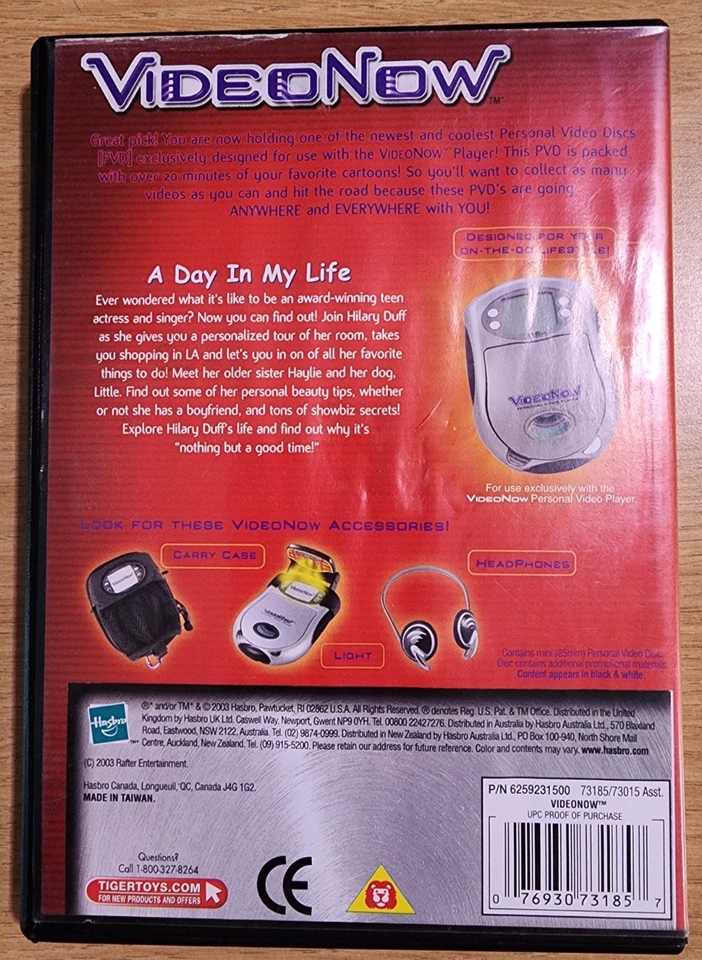 VIDEONOW™
Great pick! You are now holding one of the newest and coolest Personal Video Discs
[PVD] exclusively designed for use with the VIDEONOW™ Player! This PVD is packed
with over 20 minutes of your favorite cartoons! So you'll want to collect as many
videos as you can and hit the road because these PVD's are going
ANYWHERE and EVERYWHERE with YOU!
DESIGNED FOR YOUR
ON-THE-GO LIFESTYLE!
A Day In My Life
Ever wondered what it's like to be an award-winning teen
actress and singer? Now you can find out! Join Hilary Duff
as she gives you a personalized tour of her room, takes
you shopping in LA and let's you in on all her favorite
things to do! Meet her older sister Haylie and her dog,
Little. Find out some of her personal beauty tips, whether
or not she has a boyfriend, and tons of showbiz secrets!
Explore Hilary Duff's life and find out why it's
"nothing but a good time!"
VIDEONOW
PERSONAL VIDEO PLAYER
For use exclusively with the
VIDEONOW Personal Video Player
LOOK FOR THESE VIDEONOW ACCESSORIES!
CARRY CASE
HEADPHONES
LIGHT
Contains mini (85mm) Personal Video Disc.
Disc contains additional promotional materials.
Content appears in black & white.
Hasbro™
®* and/or TM* & © 2003 Hasbro, Pawtucket, RI 02862 U.S.A. All Rights Reserved. ® denotes Reg. U.S. Pat. & TM Office. Distributed in the United
Kingdom by Hasbro UK Ltd. Caswell Way, Newport, Gwent NP9 0YH. Tel. 00800 22427276. Distributed in Australia by Hasbro Australia Ltd., 570 Blaxland
Road, Eastwood, NSW 2122, Australia. Tel. (02) 9874-0999. Distributed in New Zealand by Hasbro Australia Ltd., PO Box 100-940, North Shore Mail
Centre, Auckland, New Zealand. Tel. (09) 915-5200. Please retain our address for future reference. Color and contents may vary. www.hasbro.com
(C) 2003 Rafter Entertainment.
Hasbro Canada, Longueuil, QC, Canada J4G 1G2.
MADE IN TAIWAN.
P/N 6259231500 73185/73015 Asst.
VIDEONOW™
UPC PROOF OF PURCHASE
0 76930 73185 7
Questions?
Call 1-800-327-8264
TIGERTOYS.COM
FOR NEW PRODUCTS AND OFFERS
CE